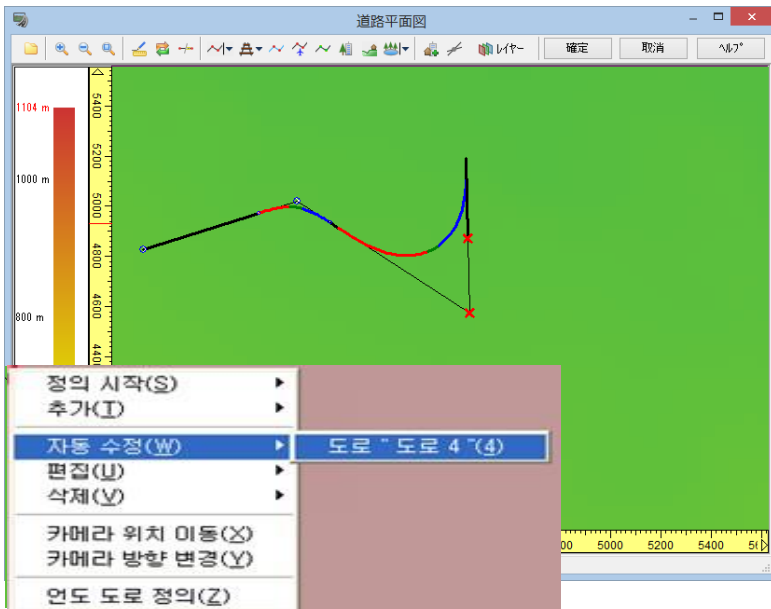 道路平面図
レイヤー 確定 取消 ヘルプ
1104 m
1000 m
800 m
5400
5200
5000
4800
4600
4400
정의 시작(S)
추가(T)
자동 수정(W)
도로 " 도로 4 "(4)
편집(U)
삭제(V)
카메라 위치 이동(X)
카메라 방향 변경(Y)
언도 도로 정의(Z)
00 5000 5200 5400 5